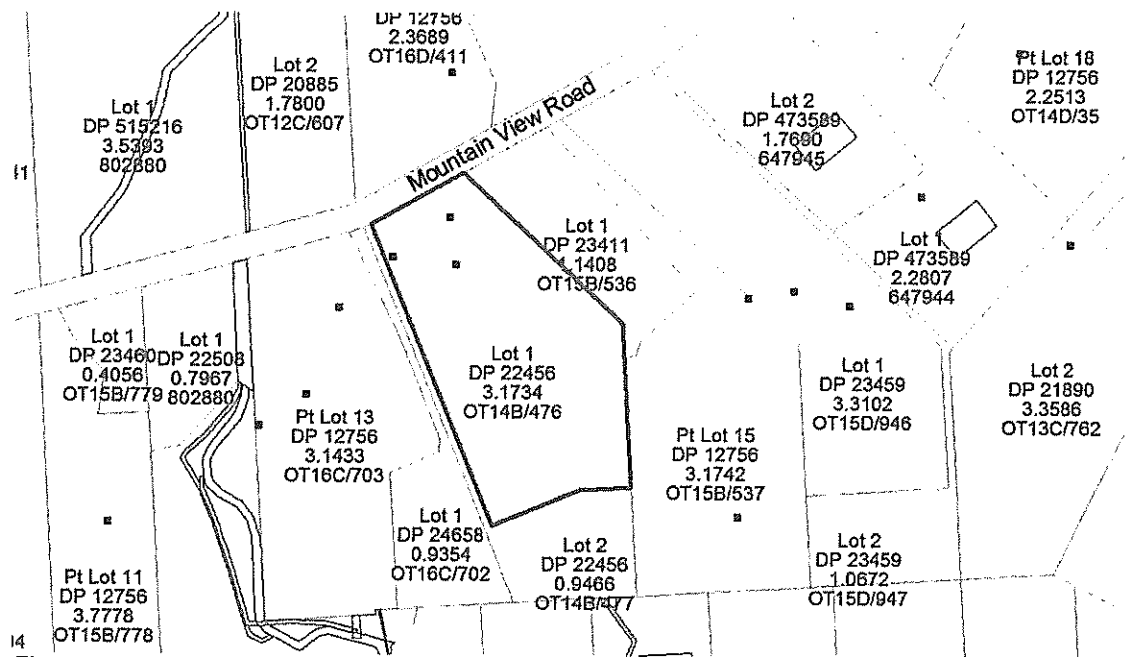 DP 12756
2.3689
OT16D/411
Lot 2
DP 20885
1.7800
OT12C/607
Lot 1
DP 515216
3.5393
802880
Pt Lot 18
DP 12756
2.2513
OT14D/35
Lot 2
DP 473589
1.7690
647945
Mountain View Road
11
Lot 1
DP 23411
4.1408
OT15B/536
Lot 1
DP 473589
2.2807
647944
Lot 1
DP 23460
0.4056
OT15B/779
Lot 1
DP 22508
0.7967
802880
Lot 1
DP 22456
3.1734
OT14B/476
Lot 1
DP 23459
3.3102
OT15D/946
Lot 2
DP 21890
3.3586
OT13C/762
Pt Lot 13
DP 12756
3.1433
OT16C/703
Pt Lot 15
DP 12756
3.1742
OT15B/537
Lot 1
DP 24658
0.9354
OT16C/702
Lot 2
DP 22456
0.9466
OT14B/477
Lot 2
DP 23459
1.0672
OT15D/947
Pt Lot 11
DP 12756
3.7778
OT15B/778
14